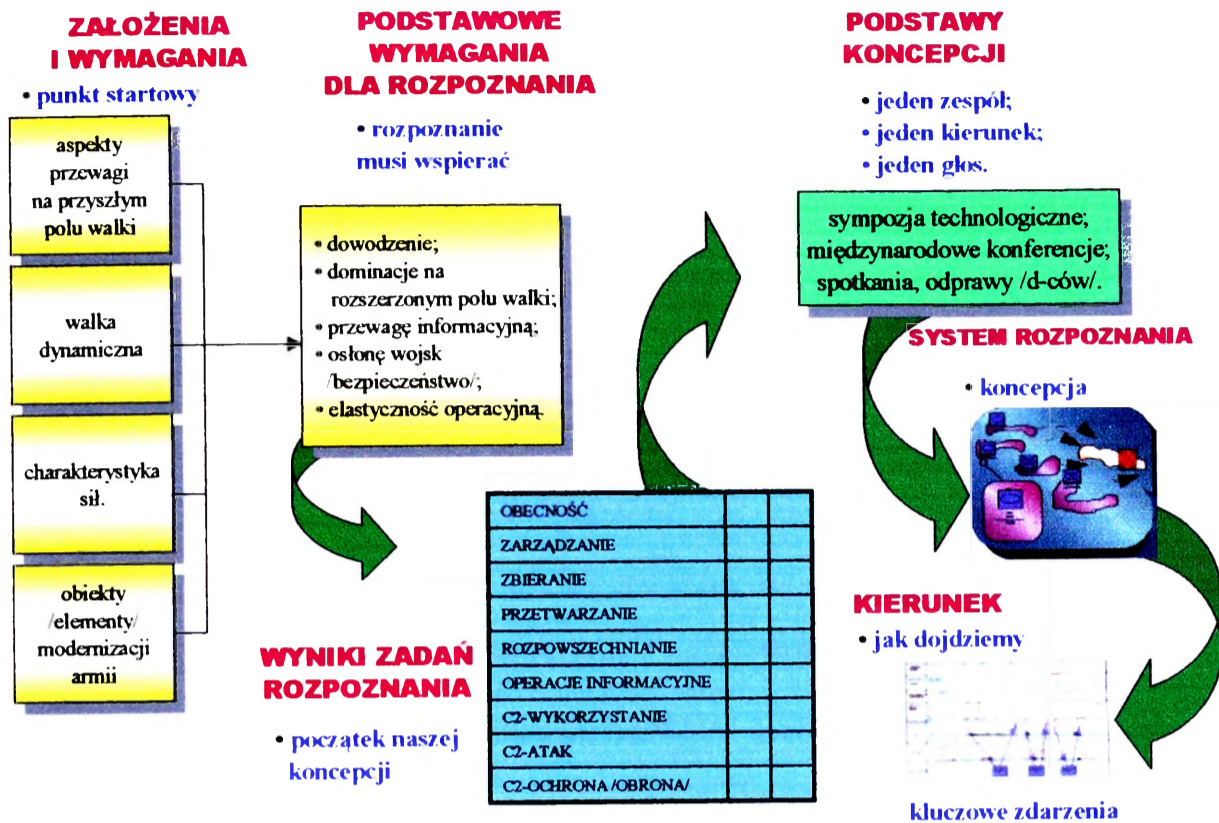 ZAŁOŻENIA
I WYMAGANIA
• punkt startowy
aspekty
przewagi
na przyszłym
polu walki
walka
dynamiczna
charakterystyka
sił.
obiekty
/elementy/
modernizacji
armii
PODSTAWOWE
WYMAGANIA
DLA ROZPOZNANIA
• rozpoznanie
musi wspierać
• dowodzenie;
• dominacje na
rozszerzonym polu walki;
• przewagę informacyjną;
• osłonę wojsk
/bezpieczeństwo/;
• elastyczność operacyjną.
WYNIKI ZADAŃ
ROZPOZNANIA
• początek naszej
koncepcji
OBECNOŚĆ
ZARZĄDZANIE
ZBIERANIE
PRZETWARZANIE
ROZPOWSZECHNIANIE
OPERACJE INFORMACYJNE
C2-WYKORZYSTANIE
C2-ATAK
C2-OCHRONA /OBRONA/
PODSTAWY
KONCEPCJI
• jeden zespół;
• jeden kierunek;
• jeden głos.
sympozja technologiczne;
międzynarodowe konferencje;
spotkania, odprawy /d-ców/.
SYSTEM ROZPOZNANIA
• koncepcja
KIERUNEK
• jak dojdziemy
kluczowe zdarzenia